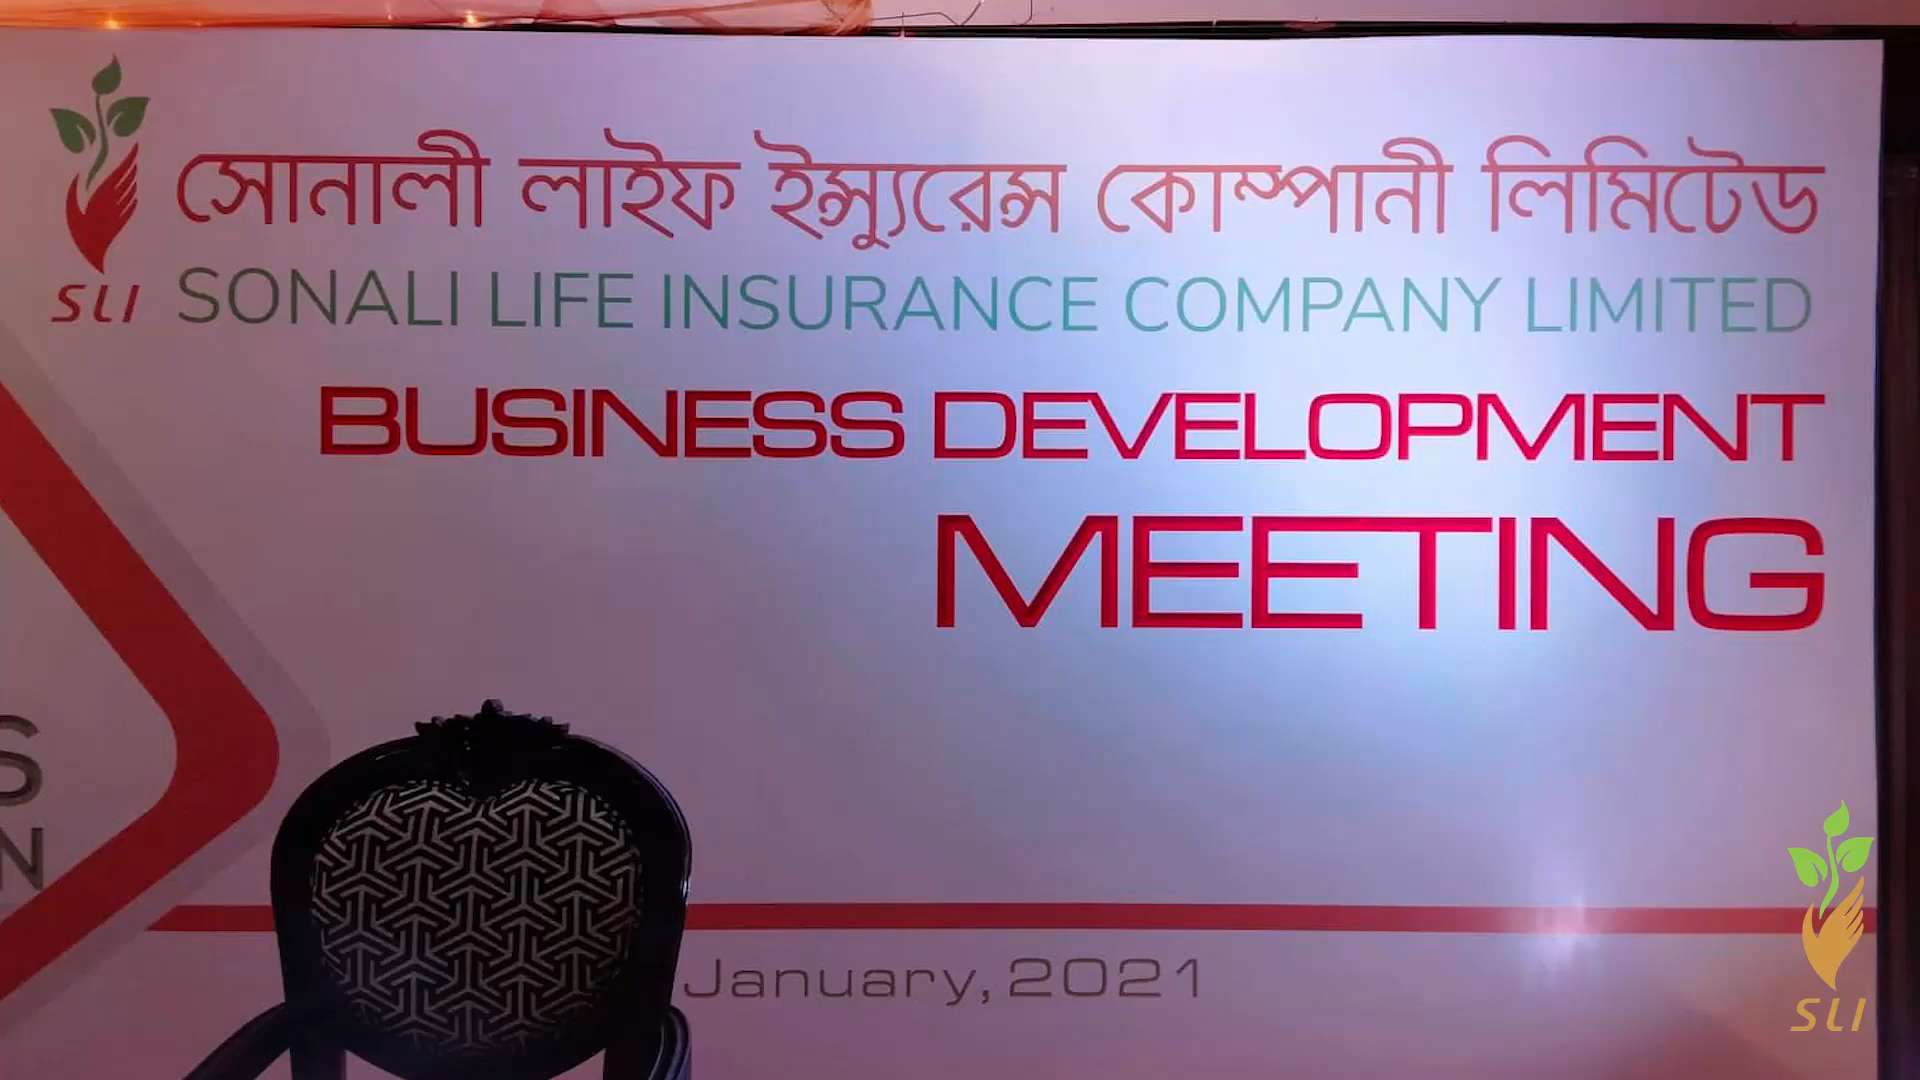 সোনালী লাইফ ইন্স্যুরেন্স কোম্পানী লিমিটেড
SLI SONALI LIFE INSURANCE COMPANY LIMITED
BUSINESS DEVELOPMENT
MEETING
January, 2021
SLI